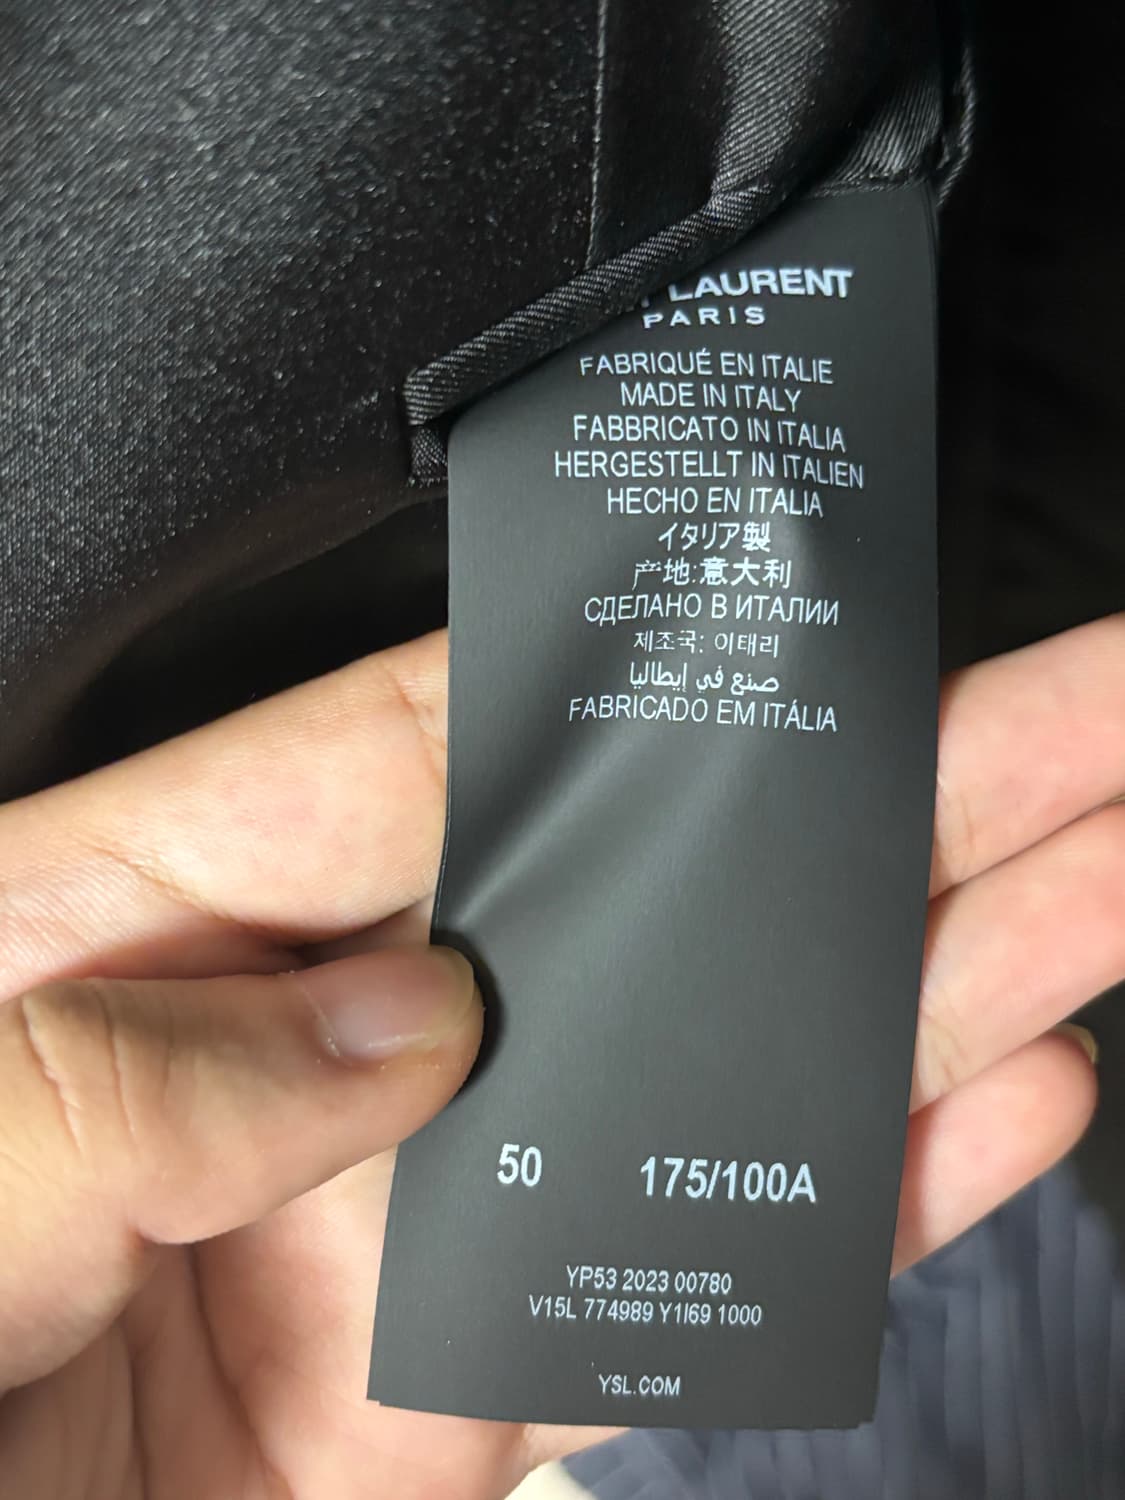 LAURENT
PARIS
FABRIQUÉ EN ITALIE
MADE IN ITALY
FABBRICATO IN ITALIA
HERGESTELLT IN ITALIEN
HECHO EN ITALIA
イタリア製
产地:意大利
СДЕЛАНО В ИТАЛИИ
제조국: 이태리
صنع في إيطاليا
FABRICADO EM ITÁLIA
50 175/100A
YP53 2023 00780
V15L 774989 Y1I69 1000
YSL.COM